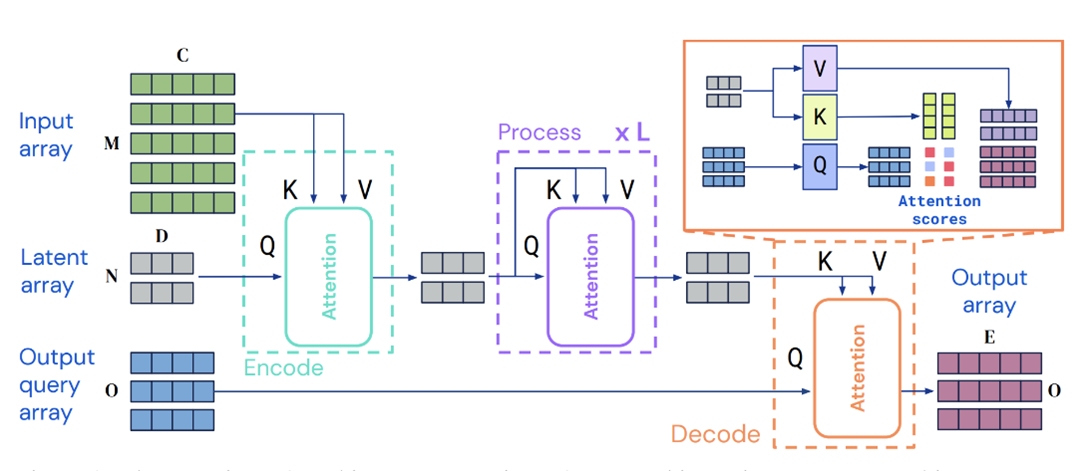 C
Input
array
M
Process x L
K V
Q
Attention
Encode
D
Latent
array
N
K V
Q
Attention
V
K
Q
Attention
scores
K V
Q
Attention
Decode
Output
array
E
O
Output
query
array
O